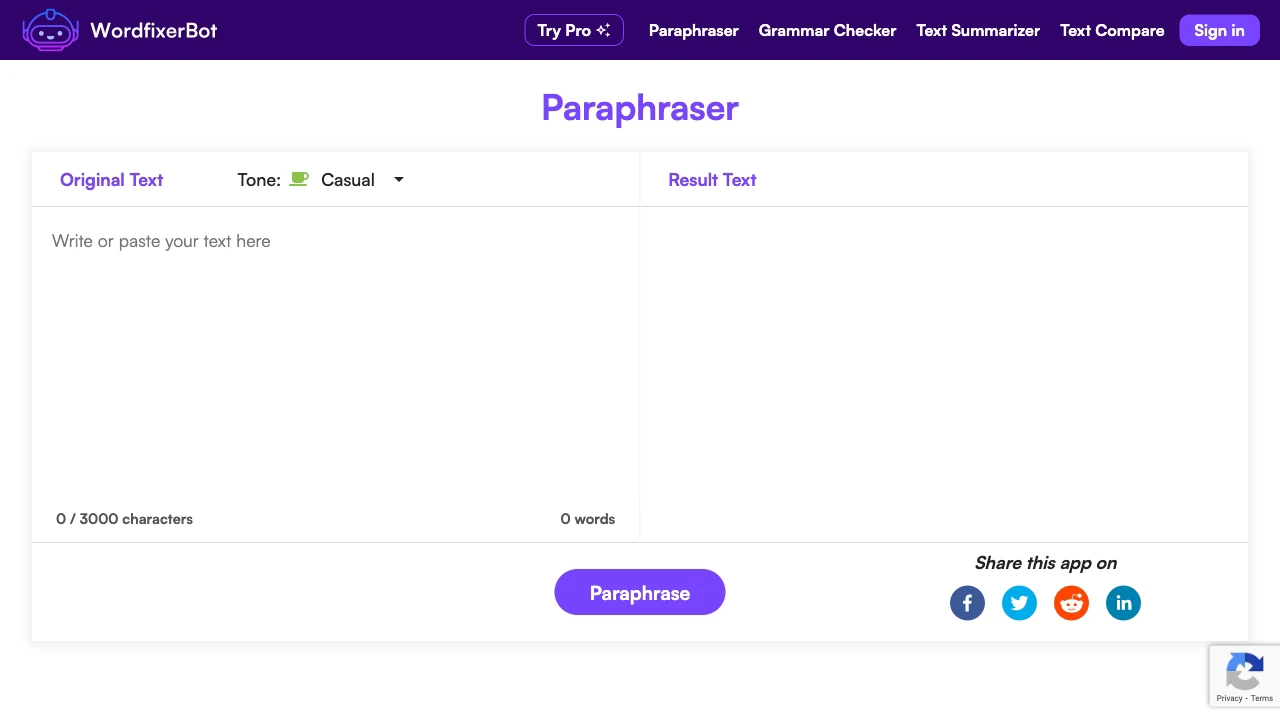 WordfixerBot
Try Pro
Paraphraser
Grammar Checker
Text Summarizer
Text Compare
Sign in
Paraphraser
Original Text
Tone: Casual
Result Text
Write or paste your text here
0 / 3000 characters
0 words
Paraphrase
Share this app on
Privacy - Terms